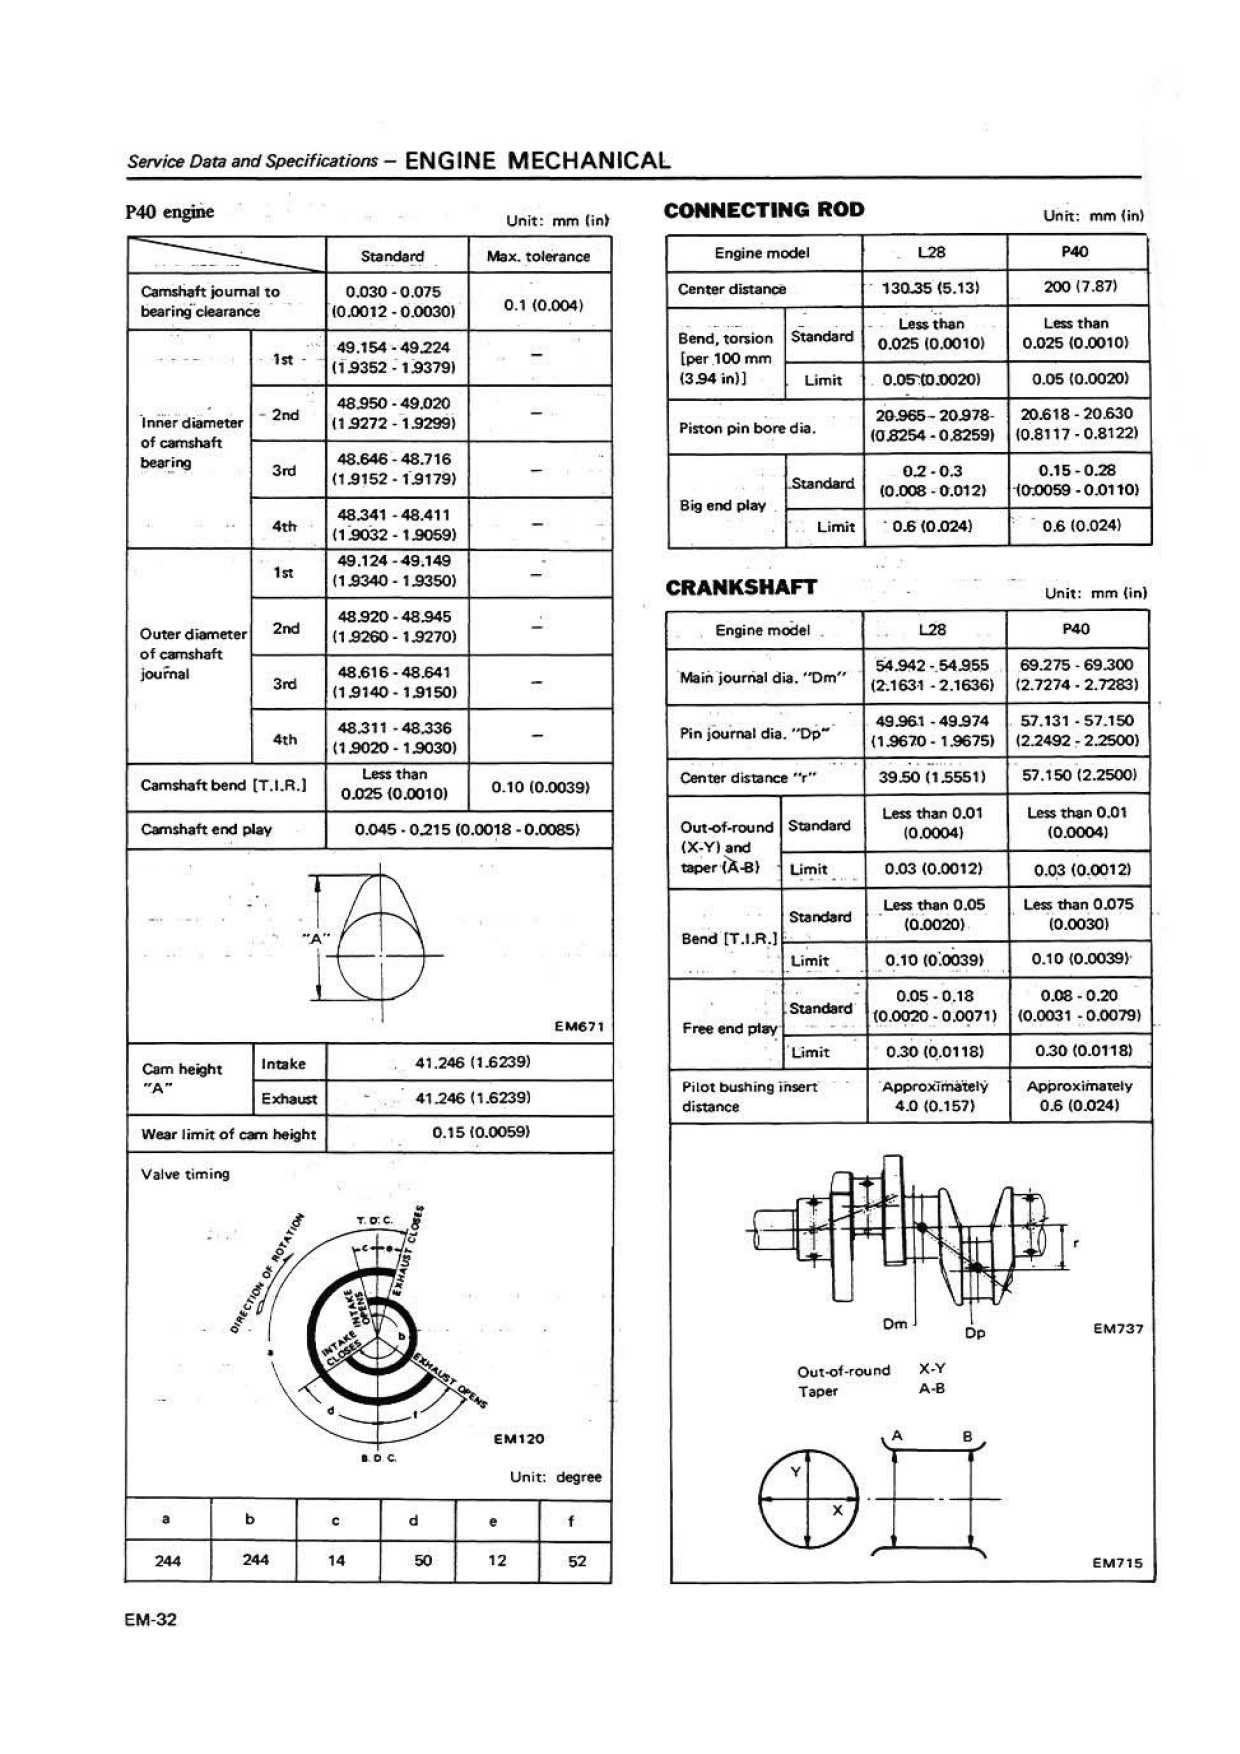 Service Data and Specifications — ENGINE MECHANICAL
P40 engine
Unit: mm (in)
Standard
Max. tolerance
Camshaft journal to
bearing clearance
0.030 - 0.075
(0.0012 - 0.0030)
0.1 (0.004)
Inner diameter
of camshaft
bearing
1st
49.154 - 49.224
(1.9352 - 1.9379)
—
2nd
48.950 - 49.020
(1.9272 - 1.9299)
—
3rd
48.646 - 48.716
(1.9152 - 1.9179)
—
4th
48.341 - 48.411
(1.9032 - 1.9059)
—
Outer diameter
of camshaft
journal
1st
49.124 - 49.149
(1.9340 - 1.9350)
—
2nd
48.920 - 48.945
(1.9260 - 1.9270)
—
3rd
48.616 - 48.641
(1.9140 - 1.9150)
—
4th
48.311 - 48.336
(1.9020 - 1.9030)
—
Camshaft bend [T.I.R.]
Less than
0.025 (0.0010)
0.10 (0.0039)
Camshaft end play
0.045 - 0.215 (0.0018 - 0.0085)
"A"
EM671
Cam height
"A"
Intake
41.246 (1.6239)
Exhaust
41.246 (1.6239)
Wear limit of cam height
0.15 (0.0059)
Valve timing
T. D. C.
DIRECTION OF ROTATION
EXHAUST CLOSES
INTAKE
OPENS
INTAKE
CLOSES
EXHAUST OPENS
a
b
c
e
d
f
B. D. C.
EM120
Unit: degree
a b c d e f
244 244 14 50 12 52
EM-32
CONNECTING ROD
Unit: mm (in)
Engine model
L28
P40
Center distance
130.35 (5.13)
200 (7.87)
Bend, torsion
[per 100 mm
(3.94 in)]
Standard
Less than
0.025 (0.0010)
Less than
0.025 (0.0010)
Limit
0.05 (0.0020)
0.05 (0.0020)
Piston pin bore dia.
20.965 - 20.978
(0.8254 - 0.8259)
20.618 - 20.630
(0.8117 - 0.8122)
Big end play
Standard
0.2 - 0.3
(0.008 - 0.012)
0.15 - 0.28
(0.0059 - 0.0110)
Limit
0.6 (0.024)
0.6 (0.024)
CRANKSHAFT
Unit: mm (in)
Engine model
L28
P40
Main journal dia. "Dm"
54.942 - 54.955
(2.1631 - 2.1636)
69.275 - 69.300
(2.7274 - 2.7283)
Pin journal dia. "Dp"
49.961 - 49.974
(1.9670 - 1.9675)
57.131 - 57.150
(2.2492 - 2.2500)
Center distance "r"
39.50 (1.5551)
57.150 (2.2500)
Out-of-round
(X-Y) and
taper (A-B)
Standard
Less than 0.01
(0.0004)
Less than 0.01
(0.0004)
Limit
0.03 (0.0012)
0.03 (0.0012)
Bend [T.I.R.]
Standard
Less than 0.05
(0.0020)
Less than 0.075
(0.0030)
Limit
0.10 (0.0039)
0.10 (0.0039)
Free end play
Standard
0.05 - 0.18
(0.0020 - 0.0071)
0.08 - 0.20
(0.0031 - 0.0079)
Limit
0.30 (0.0118)
0.30 (0.0118)
Pilot bushing insert
distance
Approximately
4.0 (0.157)
Approximately
0.6 (0.024)
r
Dm
Dp
EM737
Out-of-round X-Y
Taper A-B
A B
Y
X
EM715